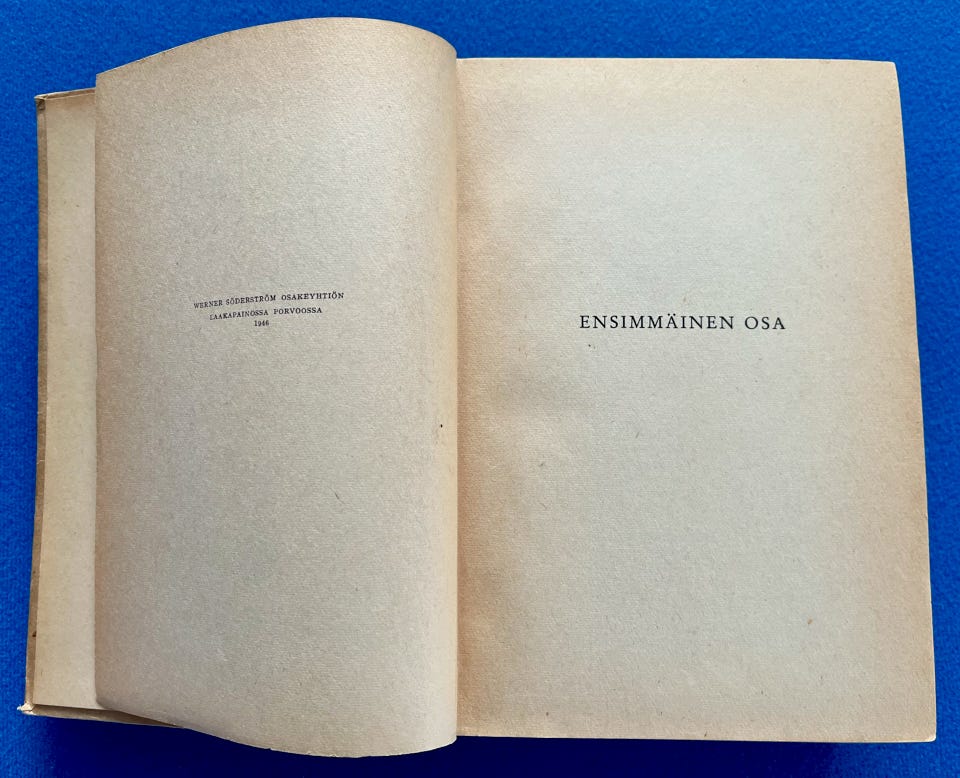 WERNER SÖDERSTRÖM OSAKEYHTIÖN
LAAKAPAINOSSA PORVOOSSA
1946
ENSIMMÄINEN OSA